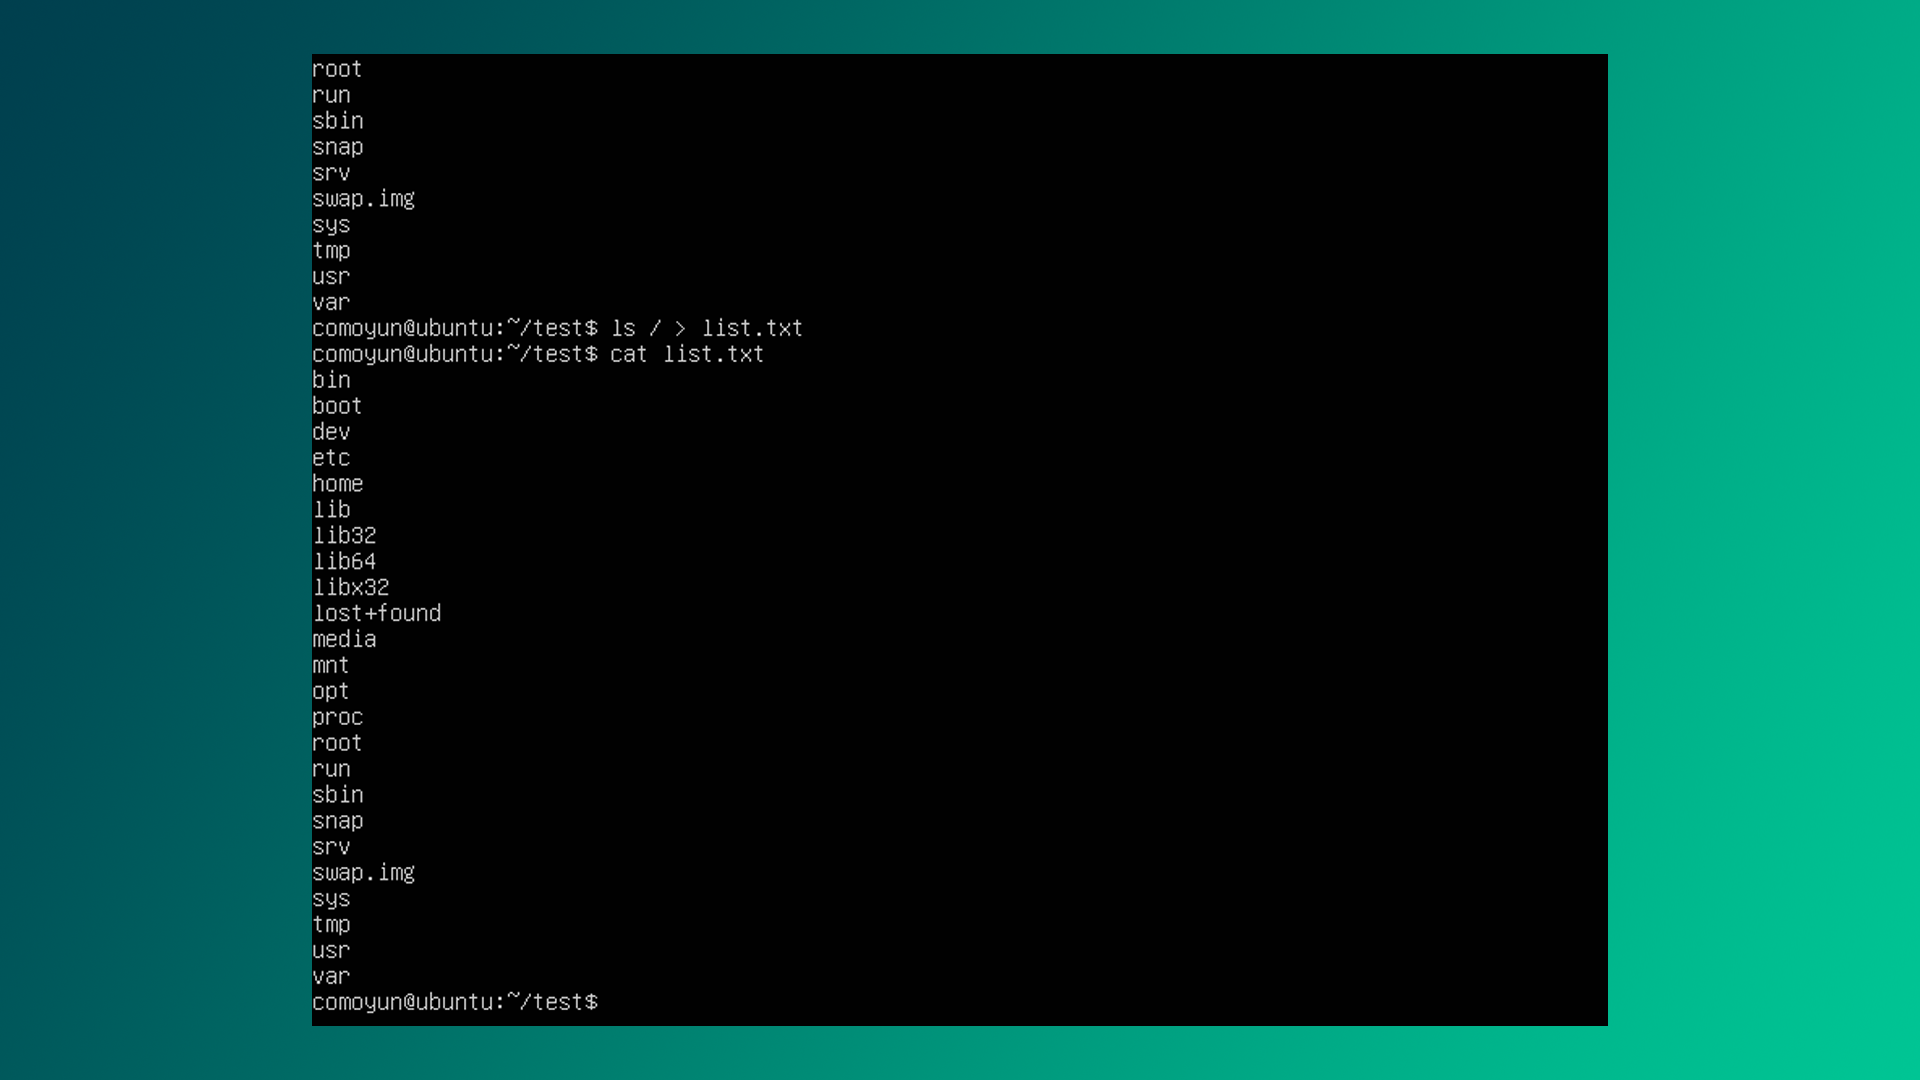 root
run
sbin
snap
srv
swap.img
sys
tmp
usr
var
comoyun@ubuntu:~/test$ ls / > list.txt
comoyun@ubuntu:~/test$ cat list.txt
bin
boot
dev
etc
home
lib
lib32
lib64
libx32
lost+found
media
mnt
opt
proc
root
run
sbin
snap
srv
swap.img
sys
tmp
usr
var
comoyun@ubuntu:~/test$